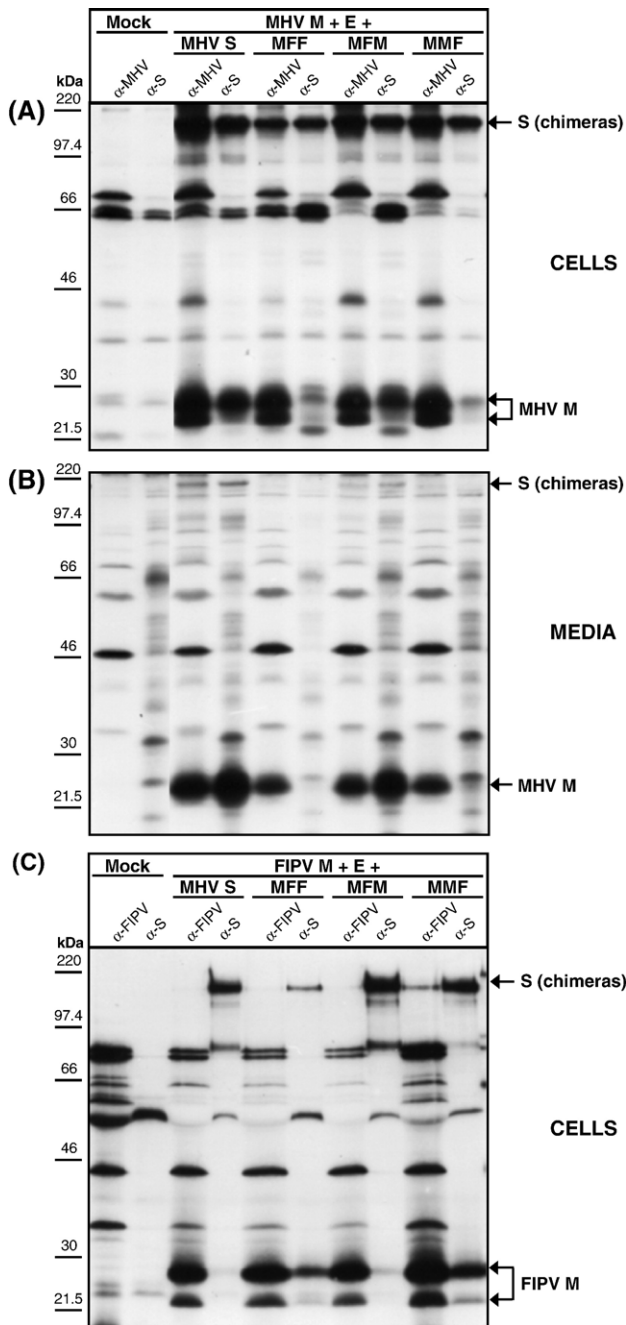 Mock
MHV M + E +
MHV S MFF MFM MMF
kDa
α-MHV α-S α-MHV α-S α-MHV α-S α-MHV α-S α-MHV α-S
(A)
220
S (chimeras)
97.4
66
CELLS
46
30
MHV M
21.5
(B)
220
S (chimeras)
97.4
66
MEDIA
46
30
MHV M
21.5
(C)
Mock
FIPV M + E +
MHV S MFF MFM MMF
kDa
α-FIPV α-S α-FIPV α-S α-FIPV α-S α-FIPV α-S α-FIPV α-S
220
S (chimeras)
97.4
66
CELLS
46
30
FIPV M
21.5